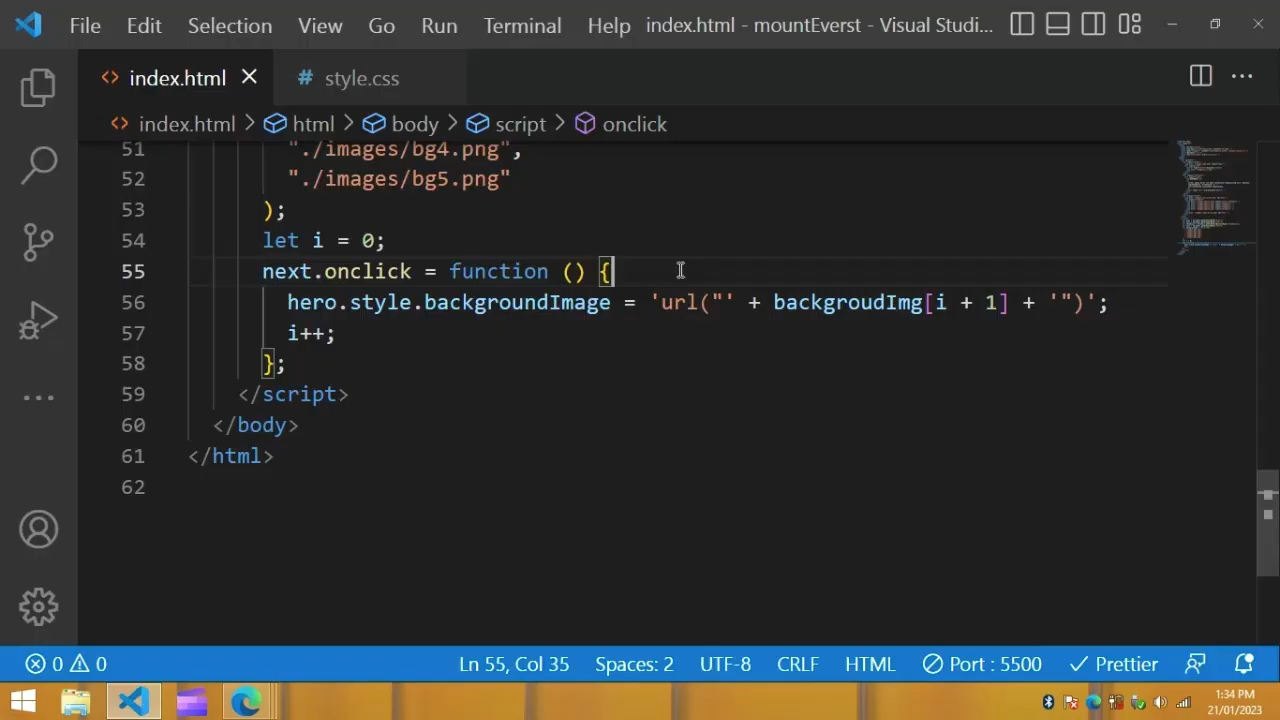 File Edit Selection View Go Run Terminal Help index.html - mountEverst - Visual Studi...
index.html style.css
index.html > html > body > script > onclick
51 "./images/bg4.png",
52 "./images/bg5.png"
53 );
54 let i = 0;
55 next.onclick = function () {
56 hero.style.backgroundImage = 'url("' + backgroudImg[i + 1] + '")';
57 i++;
58 };
59 </script>
60 </body>
61 </html>
62
0 0 Ln 55, Col 35 Spaces: 2 UTF-8 CRLF HTML Port : 5500 Prettier
1:34 PM
21/01/2023